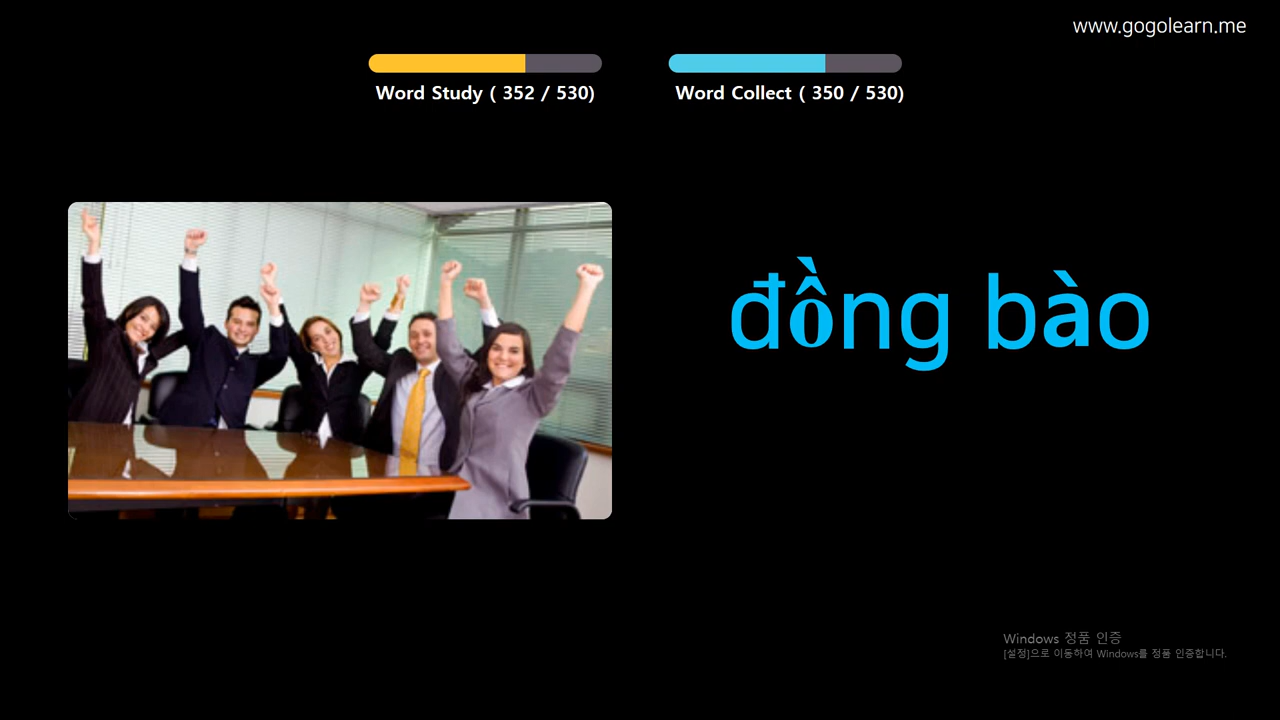 www.gogolearn.me
Word Study ( 352 / 530)
Word Collect ( 350 / 530)
đồng bào
Windows 정품 인증
[설정]으로 이동하여 Windows를 정품 인증합니다.